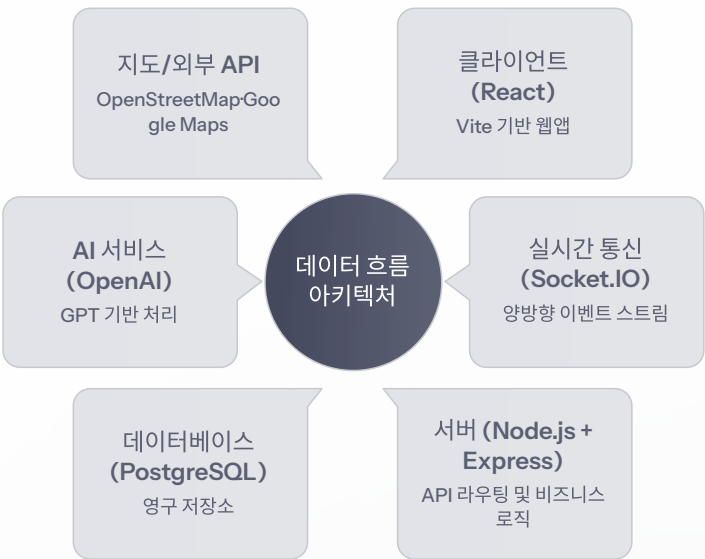 지도/외부 API
OpenStreetMap·Goo
gle Maps
클라이언트
(React)
Vite 기반 웹앱
AI 서비스
(OpenAI)
GPT 기반 처리
데이터 흐름
아키텍처
실시간 통신
(Socket.IO)
양방향 이벤트 스트림
데이터베이스
(PostgreSQL)
영구 저장소
서버 (Node.js +
Express)
API 라우팅 및 비즈니스
로직